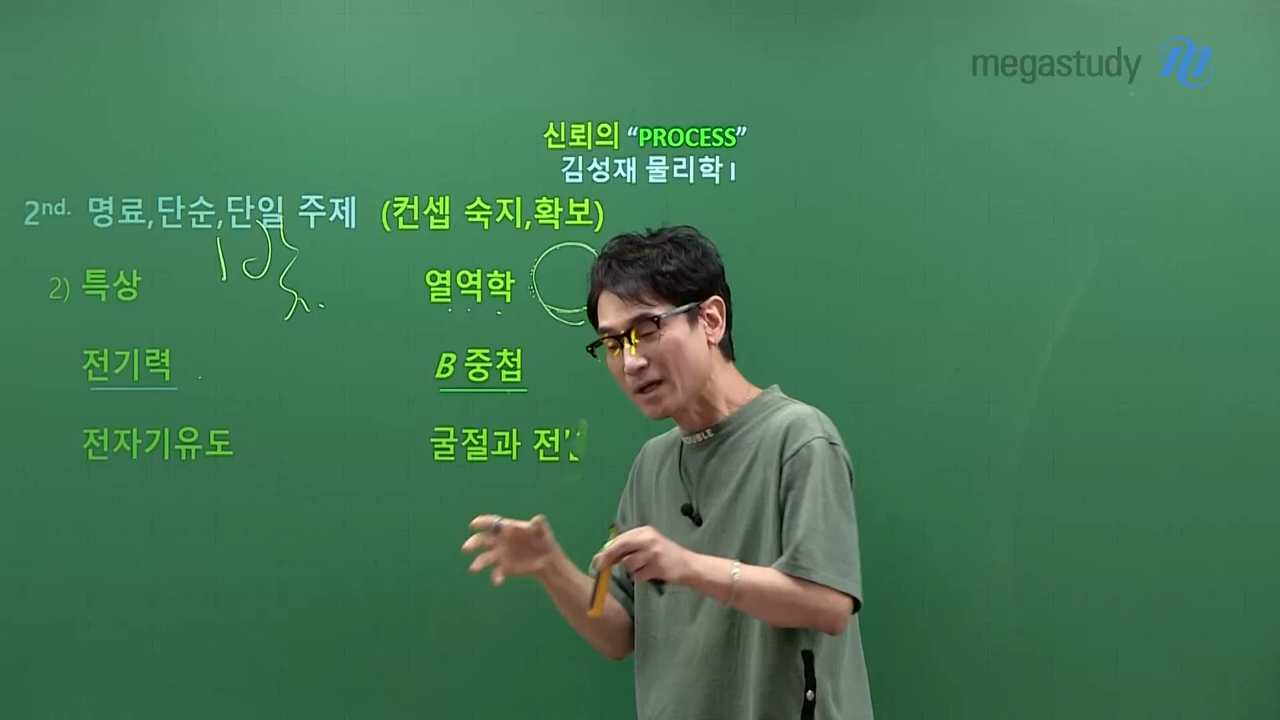 megastudy
신뢰의 “PROCESS”
김성재 물리학 I
2nd. 명료,단순,단일 주제 (컨셉 숙지,확보)
2) 특상 열역학
전기력 B 중첩
전자기유도 굴절과